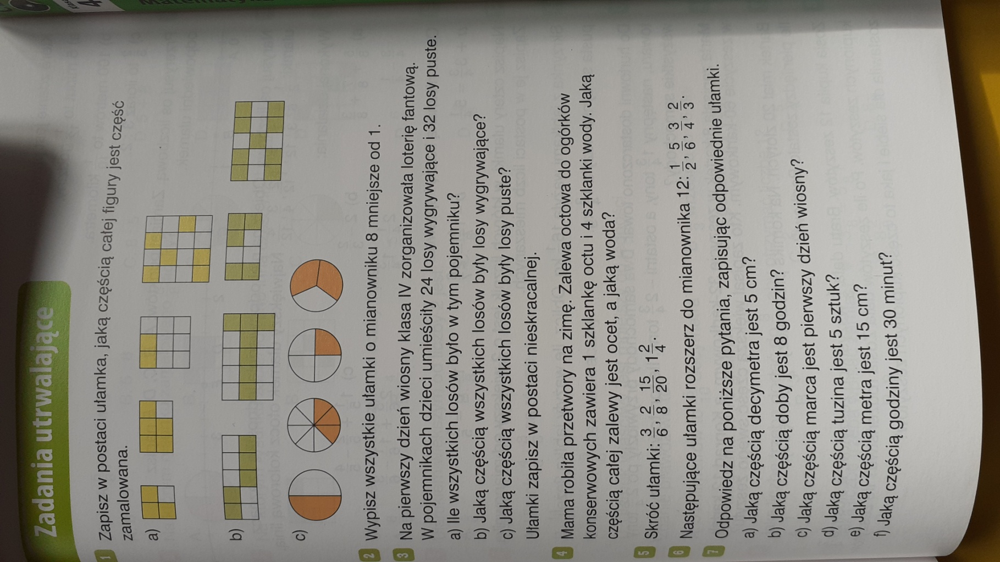 Zadania utrwalające
1 Zapisz w postaci ułamka, jaką częścią całej figury jest część
zamalowana.
a)
b)
c)
2 Wypisz wszystkie ułamki o mianowniku 8 mniejsze od 1.
3 Na pierwszy dzień wiosny klasa IV zorganizowała loterię fantową.
W pojemnikach dzieci umieściły 24 losy wygrywające i 32 losy puste.
a) Ile wszystkich losów było w tym pojemniku?
b) Jaką częścią wszystkich losów były losy wygrywające?
c) Jaką częścią wszystkich losów były losy puste?
Ułamki zapisz w postaci nieskracalnej.
4 Mama robiła przetwory na zimę. Zalewa octowa do ogórków
konserwowych zawiera 1 szklankę octu i 4 szklanki wody. Jaką
częścią całej zalewy jest ocet, a jaką woda?
5 Skróć ułamki: 3/6, 2/8, 15/20, 1 2/4.
6 Następujące ułamki rozszerz do mianownika 12: 1/2, 5/6, 3/4, 2/3.
7 Odpowiedz na poniższe pytania, zapisując odpowiednie ułamki.
a) Jaką częścią decymetra jest 5 cm?
b) Jaką częścią doby jest 8 godzin?
c) Jaką częścią marca jest pierwszy dzień wiosny?
d) Jaką częścią tuzina jest 5 sztuk?
e) Jaką częścią metra jest 15 cm?
f) Jaką częścią godziny jest 30 minut?
4